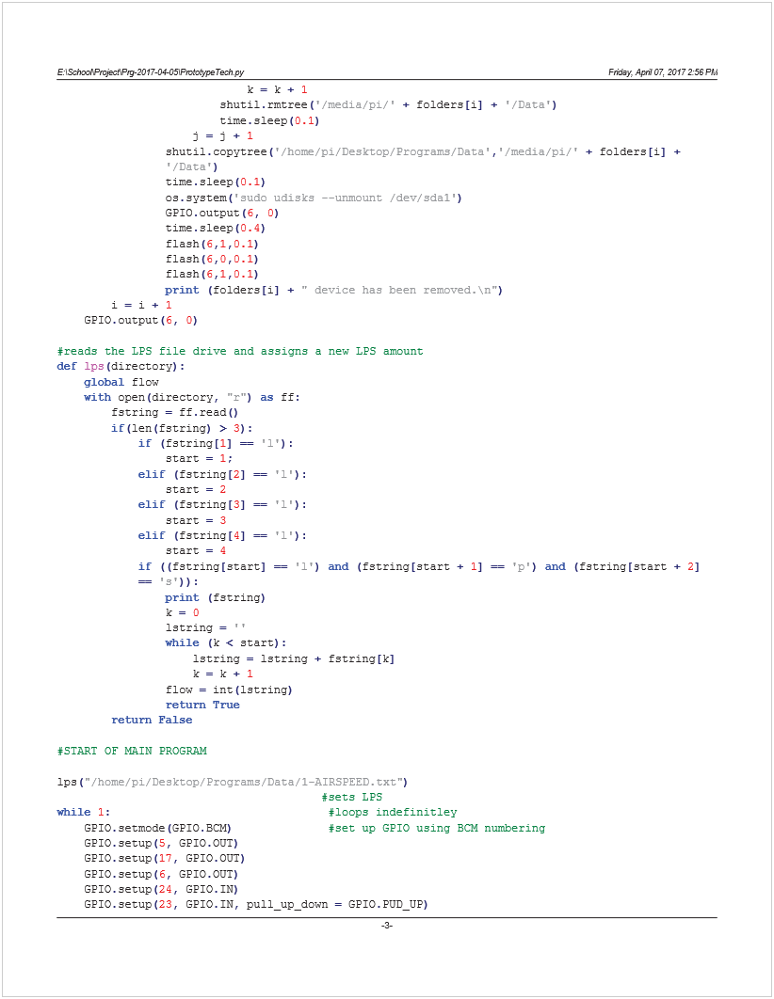 E:\School\Project\Prg-2017-04-05\PrototypeTech.py Friday, April 07, 2017 2:56 PM
                            k = k + 1
                        shutil.rmtree('/media/pi/' + folders[i] + '/Data')
                        time.sleep(0.1)
                    j = j + 1
                shutil.copytree('/home/pi/Desktop/Programs/Data','/media/pi/' + folders[i] +
                '/Data')
                time.sleep(0.1)
                os.system('sudo udisks --unmount /dev/sda1')
                GPIO.output(6, 0)
                time.sleep(0.4)
                flash(6,1,0.1)
                flash(6,0,0.1)
                flash(6,1,0.1)
                print (folders[i] + " device has been removed.\n")
        i = i + 1
    GPIO.output(6, 0)

#reads the LPS file drive and assigns a new LPS amount
def lps(directory):
    global flow
    with open(directory, "r") as ff:
        fstring = ff.read()
        if(len(fstring) > 3):
            if (fstring[1] == 'l'):
                start = 1;
            elif (fstring[2] == 'l'):
                start = 2
            elif (fstring[3] == 'l'):
                start = 3
            elif (fstring[4] == 'l'):
                start = 4
            if ((fstring[start] == 'l') and (fstring[start + 1] == 'p') and (fstring[start + 2]
            == 's')):
                print (fstring)
                k = 0
                lstring = ''
                while (k < start):
                    lstring = lstring + fstring[k]
                    k = k + 1
                flow = int(lstring)
                return True
        return False

#START OF MAIN PROGRAM

lps("/home/pi/Desktop/Programs/Data/1-AIRSPEED.txt")
                                       #sets LPS
while 1:                                #loops indefinitley
    GPIO.setmode(GPIO.BCM)              #set up GPIO using BCM numbering
    GPIO.setup(5, GPIO.OUT)
    GPIO.setup(17, GPIO.OUT)
    GPIO.setup(6, GPIO.OUT)
    GPIO.setup(24, GPIO.IN)
    GPIO.setup(23, GPIO.IN, pull_up_down = GPIO.PUD_UP)
-3-